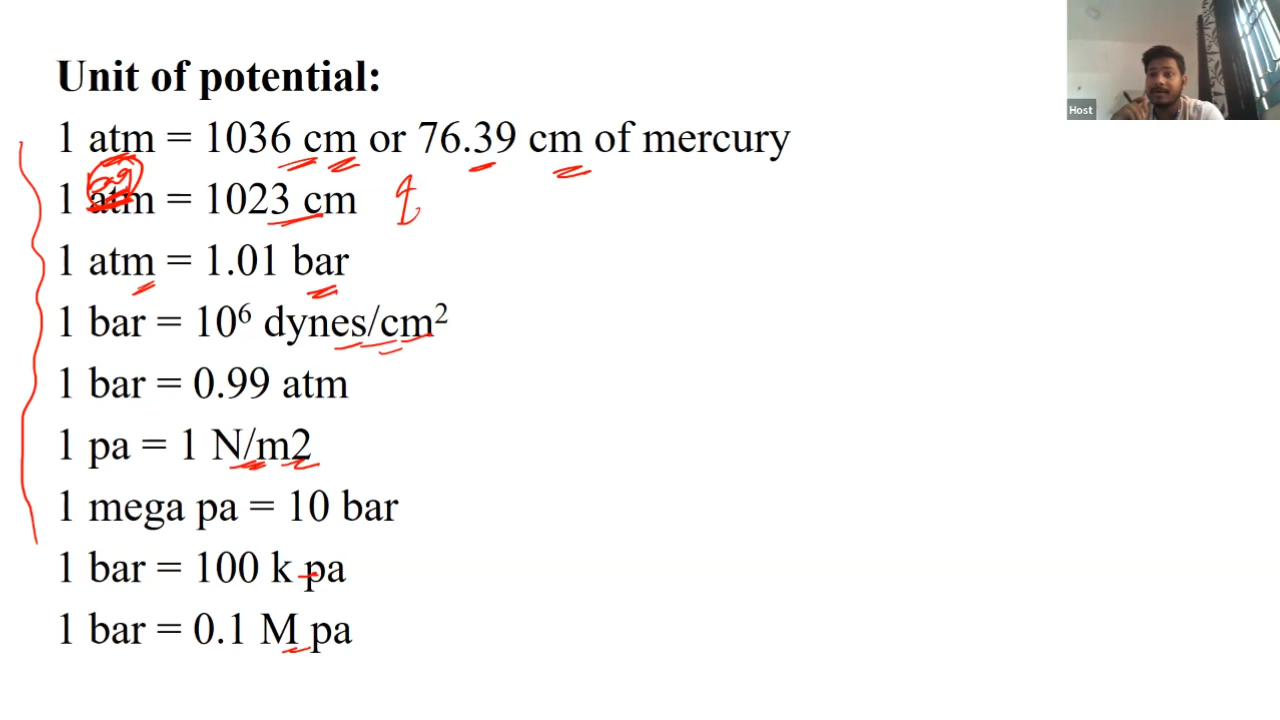 Unit of potential:
1 atm = 1036 cm or 76.39 cm of mercury
1 atm = 1023 cm
1 atm = 1.01 bar
1 bar = 10⁶ dynes/cm²
1 bar = 0.99 atm
1 pa = 1 N/m2
1 mega pa = 10 bar
1 bar = 100 k pa
1 bar = 0.1 M pa
Host